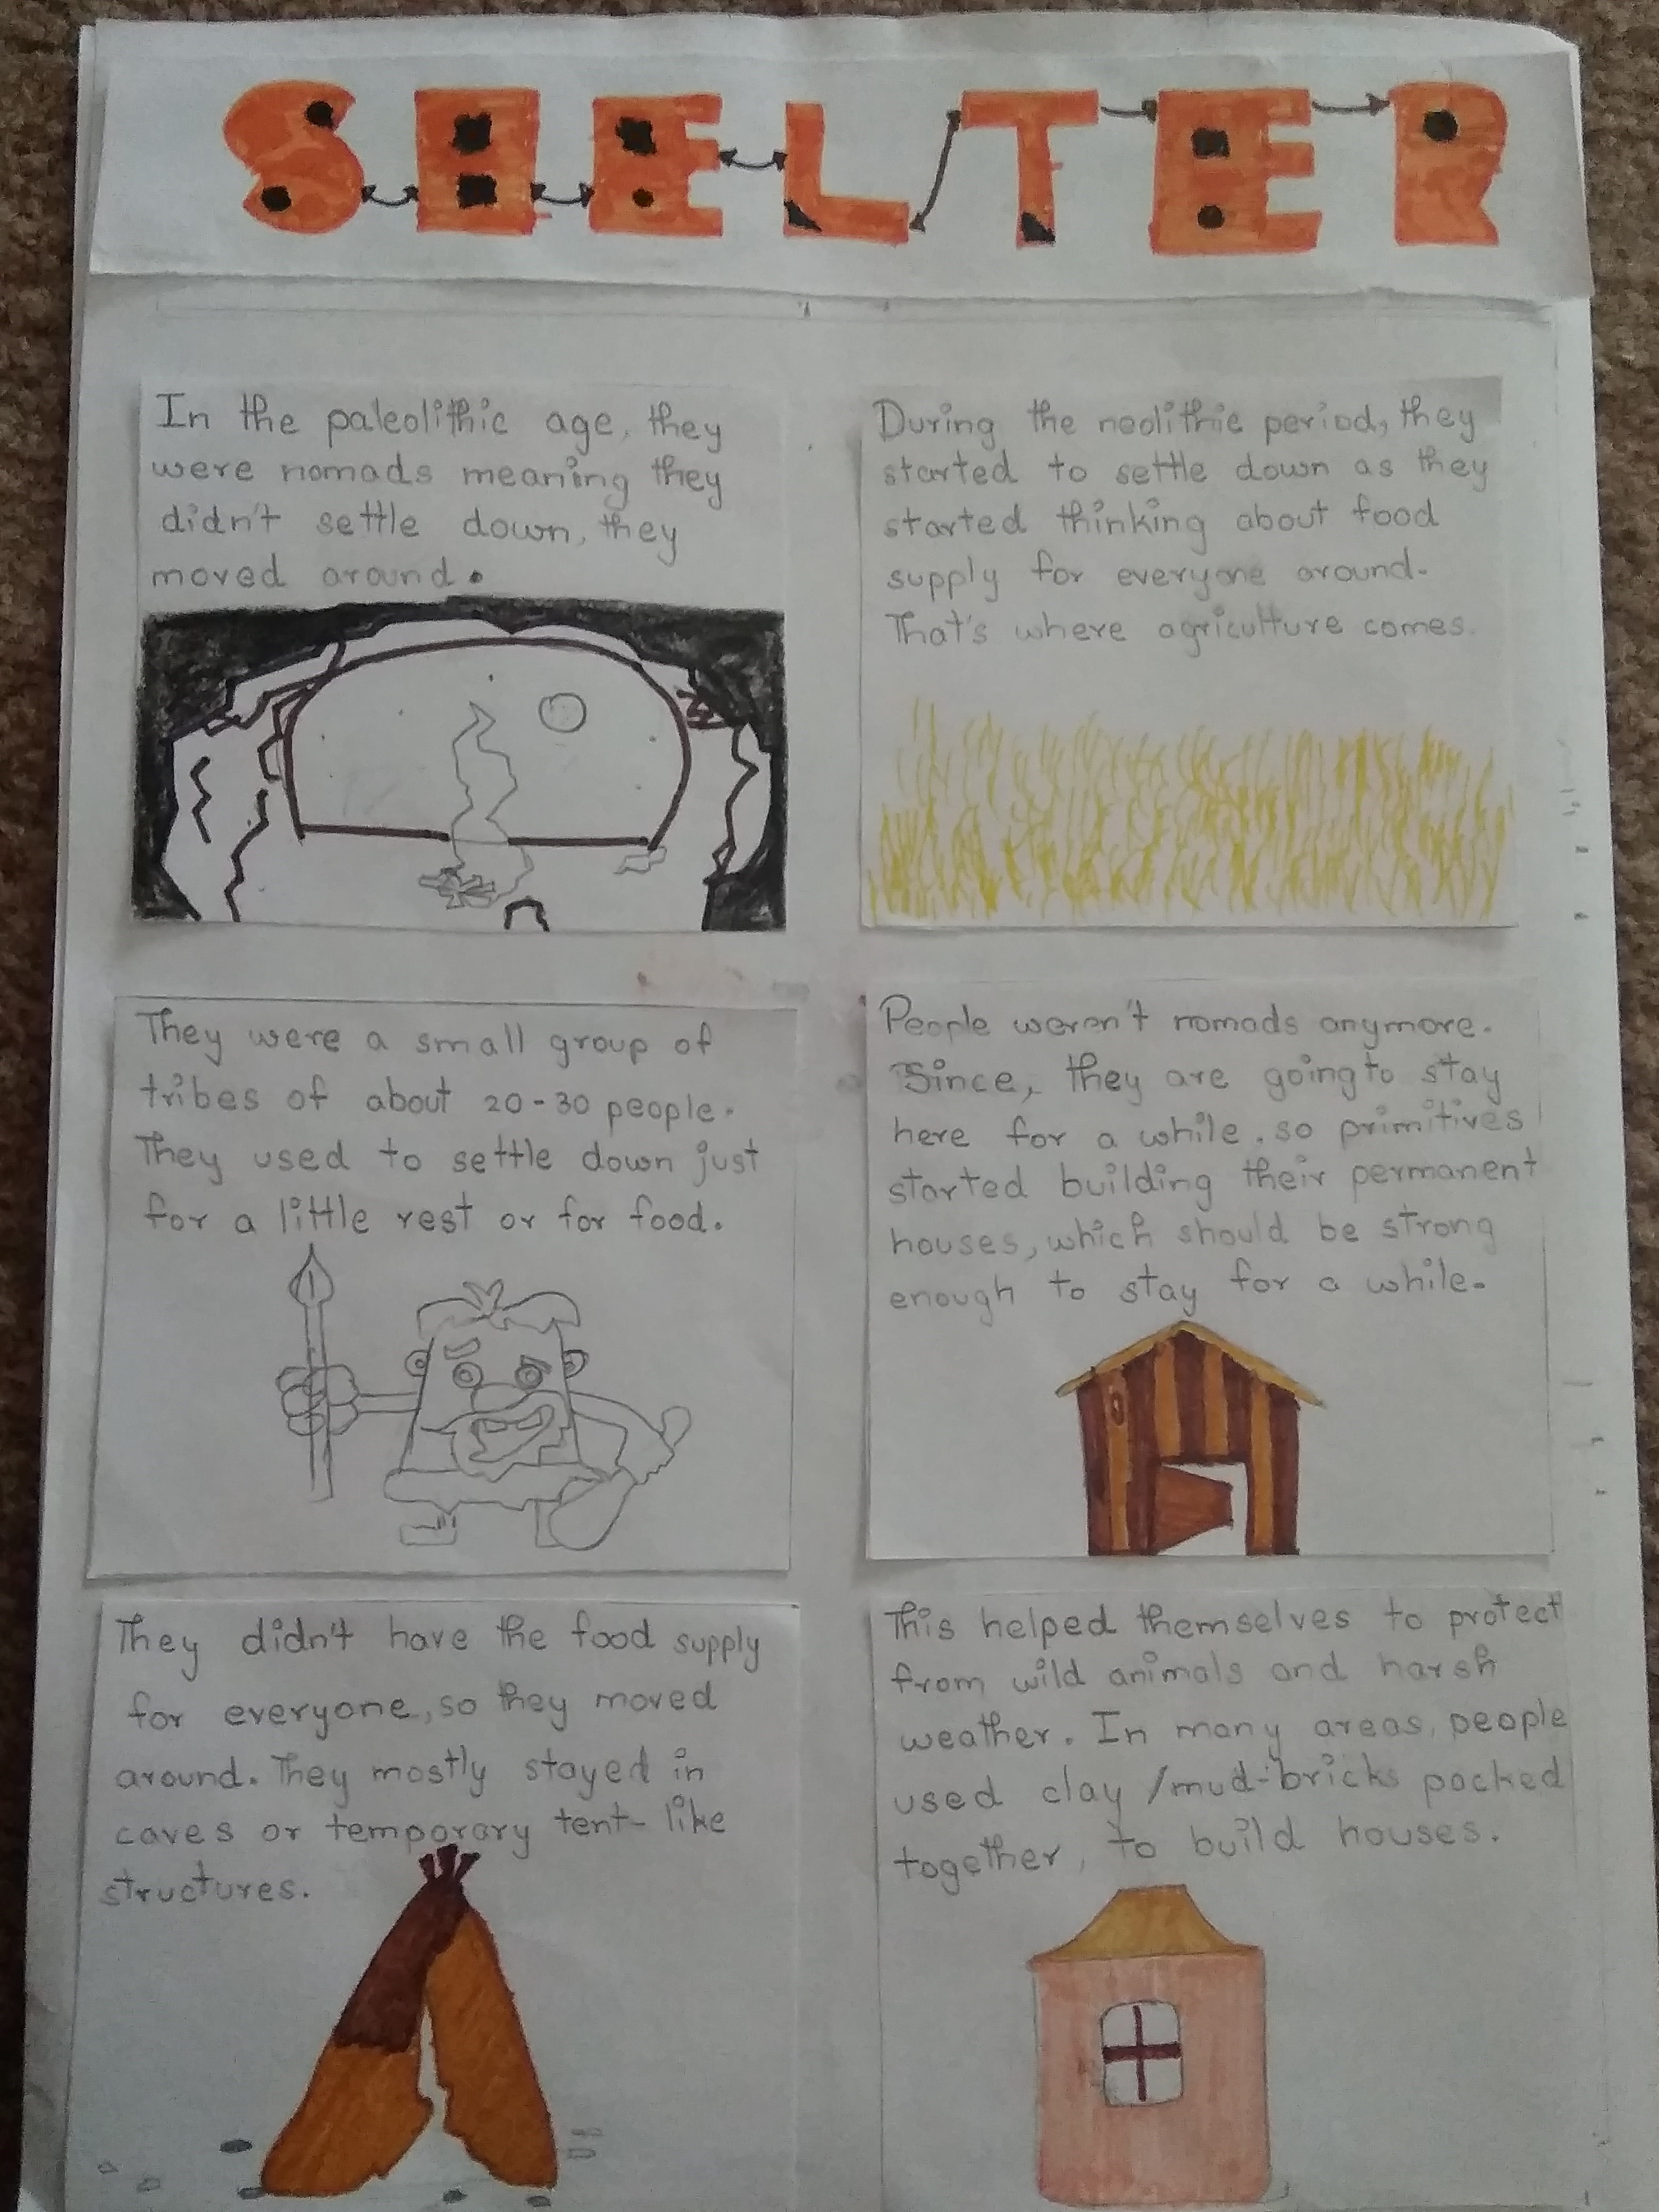 SHELTER
In the paleolithic age, they
were nomads meaning they
didn't settle down, they
moved around.
They were a small group of
tribes of about 20-30 people.
They used to settle down just
for a little rest or for food.
They didn't have the food supply
for everyone, so they moved
around. They mostly stayed in
caves or temporary tent-like
structures.
During the neolithic period, they
started to settle down as they
started thinking about food
supply for everyone around.
That's where agriculture comes.
People weren't nomads anymore.
Since, they are going to stay
here for a while, so primitives
started building their permanent
houses, which should be strong
enough to stay for a while.
This helped themselves to protect
from wild animals and harsh
weather. In many areas, people
used clay/mud-bricks packed
together, to build houses.